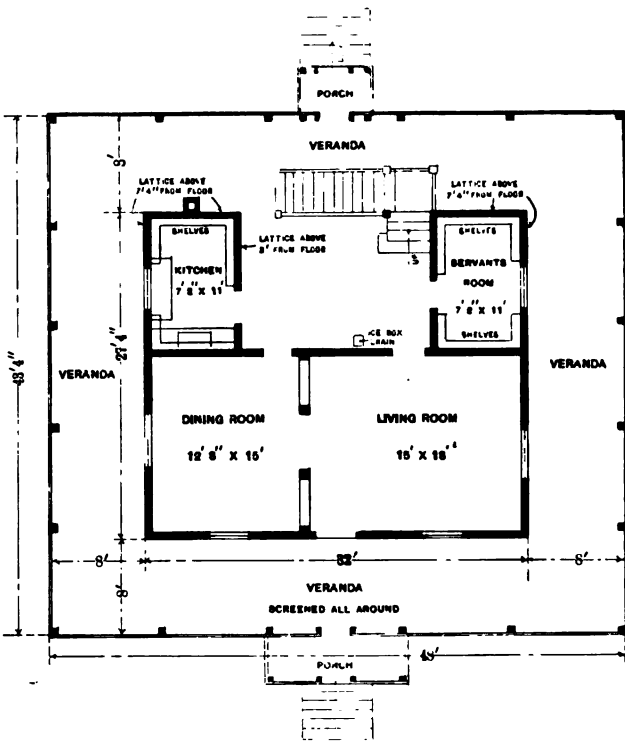 PORCH
VERANDA
8'
LATTICE ABOVE
7'4" FROM FLOOR
LATTICE ABOVE
7'4" FROM FLOOR
SHELVES
LATTICE ABOVE
8' FROM FLOOR
SHELVES
KITCHEN
7' 8" X 11'
SERVANTS
ROOM
7' 8" X 11'
SHELVES
ICE BOX
DRAIN
43'4"
27'4"
VERANDA
VERANDA
DINING ROOM
12' 8" X 15'
LIVING ROOM
15' X 18'
8'
32'
8'
8'
VERANDA
SCREENED ALL AROUND
PORCH
48'